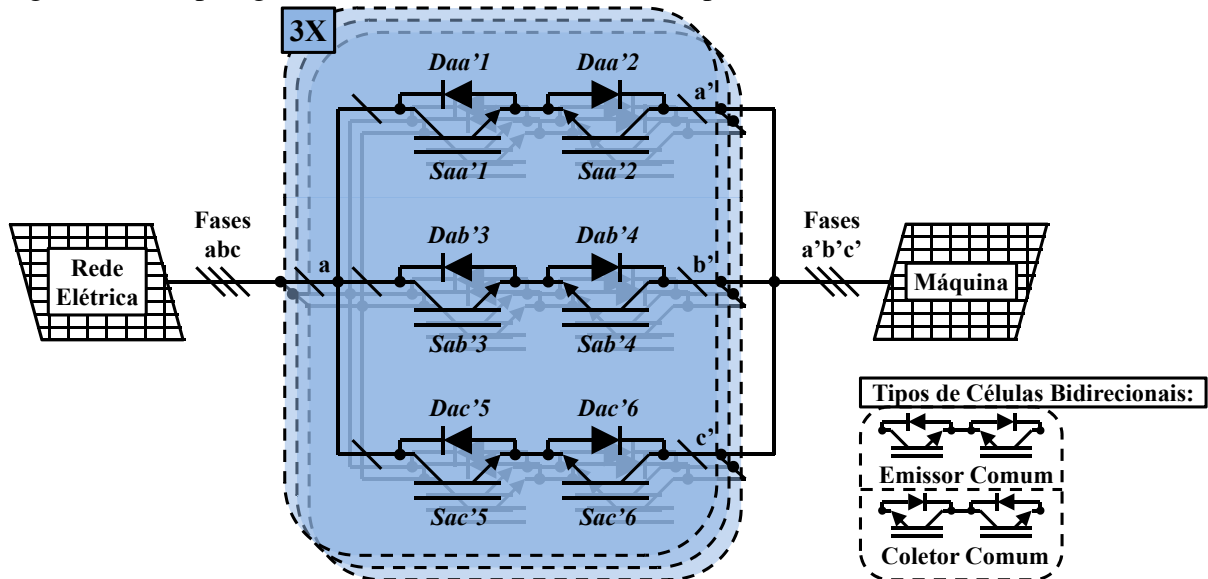 3X
Daa'1
Daa'2
a'
Saa'1
Saa'2
Fases
abc
Rede
Elétrica
a
Dab'3
Dab'4
b'
Sab'3
Sab'4
Fases
a'b'c'
Máquina
Dac'5
Dac'6
c'
Sac'5
Sac'6
Tipos de Células Bidirecionais:
Emissor Comum
Coletor Comum